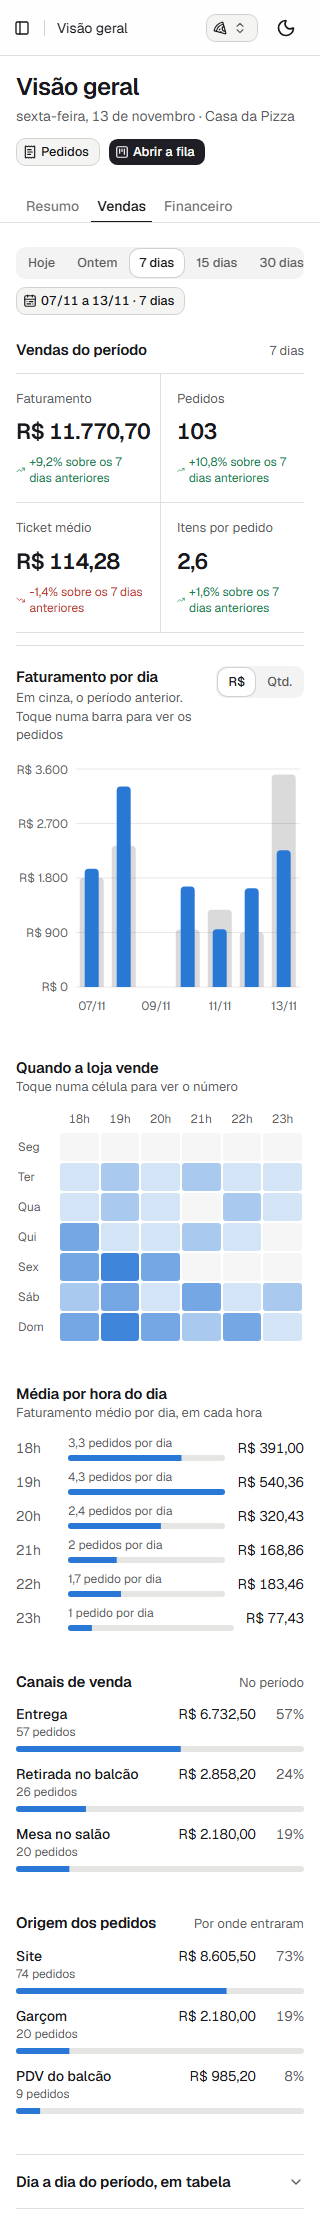 Visão geral
Visão geral
sexta-feira, 13 de novembro · Casa da Pizza
Pedidos
Abrir a fila
Resumo Vendas Financeiro
Hoje Ontem 7 dias 15 dias 30 dias
07/11 a 13/11 · 7 dias
Vendas do período 7 dias
Faturamento Pedidos
R$ 11.770,70 103
+9,2% sobre os 7 dias anteriores
+10,8% sobre os 7 dias anteriores
Ticket médio Itens por pedido
R$ 114,28 2,6
-1,4% sobre os 7 dias anteriores
+1,6% sobre os 7 dias anteriores
Faturamento por dia R$ Qtd.
Em cinza, o período anterior.
Toque numa barra para ver os
pedidos
R$ 3.600
R$ 2.700
R$ 1.800
R$ 900
R$ 0
07/11 09/11 11/11 13/11
Quando a loja vende
Toque numa célula para ver o número
18h 19h 20h 21h 22h 23h
Seg
Ter
Qua
Qui
Sex
Sáb
Dom
Média por hora do dia
Faturamento médio por dia, em cada hora
18h 3,3 pedidos por dia R$ 391,00
19h 4,3 pedidos por dia R$ 540,36
20h 2,4 pedidos por dia R$ 320,43
21h 2 pedidos por dia R$ 168,86
22h 1,7 pedido por dia R$ 183,46
23h 1 pedido por dia R$ 77,43
Canais de venda No período
Entrega R$ 6.732,50 57%
57 pedidos
Retirada no balcão R$ 2.858,20 24%
26 pedidos
Mesa no salão R$ 2.180,00 19%
20 pedidos
Origem dos pedidos Por onde entraram
Site R$ 8.605,50 73%
74 pedidos
Garçom R$ 2.180,00 19%
20 pedidos
PDV do balcão R$ 985,20 8%
9 pedidos
Dia a dia do período, em tabela